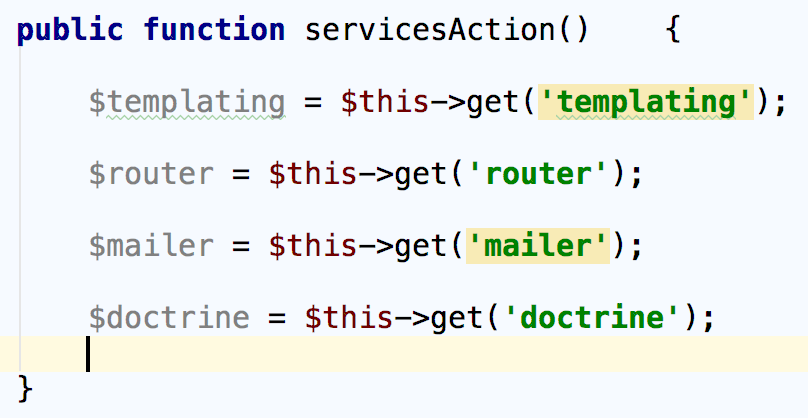 public function servicesAction()    {
$templating = $this->get('templating');
$router = $this->get('router');
$mailer = $this->get('mailer');
$doctrine = $this->get('doctrine');
}